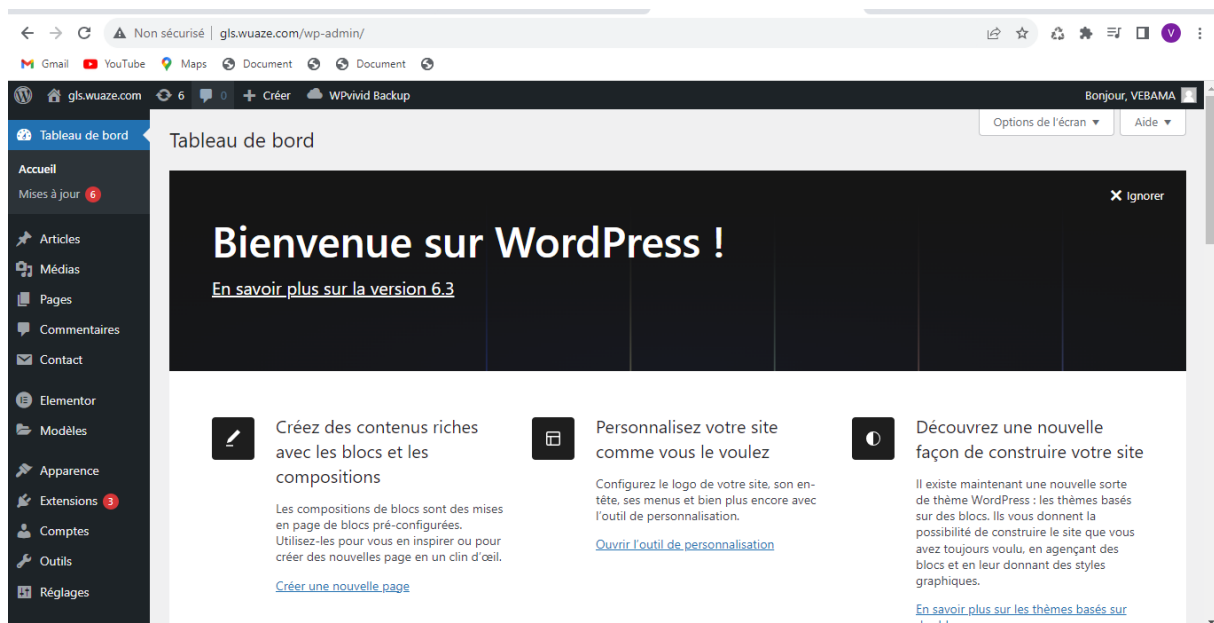 Non sécurisé | gls.wuaze.com/wp-admin/
V
Gmail YouTube Maps Document Document
gls.wuaze.com 6 0 + Créer WPvivid Backup Bonjour, VEBAMA
Tableau de bord
Accueil
Mises à jour 6
Articles
Médias
Pages
Commentaires
Contact
Elementor
Modèles
Apparence
Extensions 3
Comptes
Outils
Réglages
Options de l'écran ▼ Aide ▼
Tableau de bord
Ignorer
Bienvenue sur WordPress !
En savoir plus sur la version 6.3
Créez des contenus riches
avec les blocs et les
compositions
Les compositions de blocs sont des mises
en page de blocs pré-configurées.
Utilisez-les pour vous en inspirer ou pour
créer des nouvelles page en un clin d'œil.
Créer une nouvelle page
Personnalisez votre site
comme vous le voulez
Configurez le logo de votre site, son en-
tête, ses menus et bien plus encore avec
l'outil de personnalisation.
Ouvrir l'outil de personnalisation
Découvrez une nouvelle
façon de construire votre site
Il existe maintenant une nouvelle sorte
de thème WordPress : les thèmes basés
sur des blocs. Ils vous donnent la
possibilité de construire le site que vous
avez toujours voulu, en agençant des
blocs et en leur donnant des styles
graphiques.
En savoir plus sur les thèmes basés sur